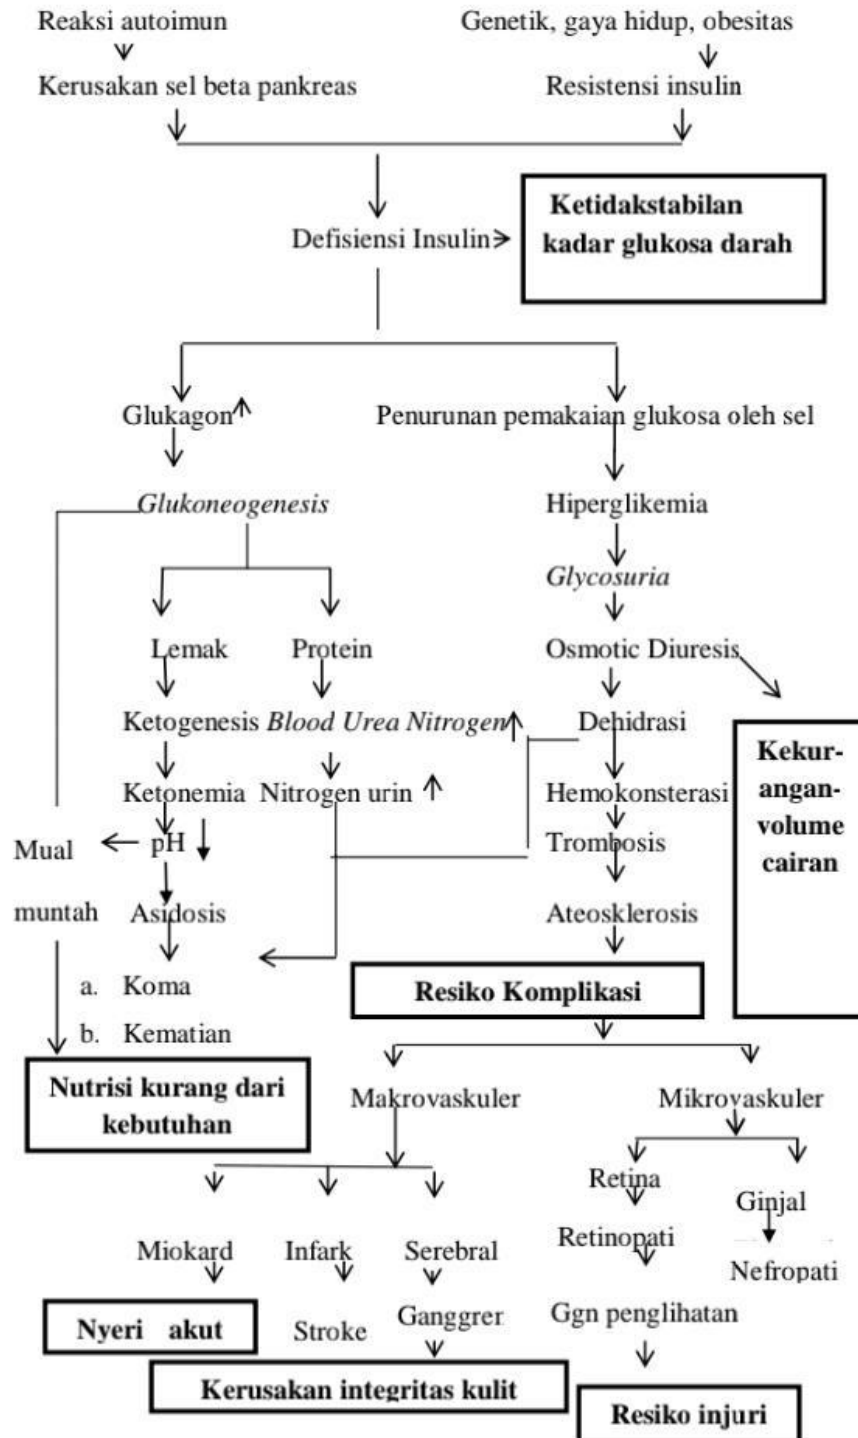 Reaksi autoimun
Genetik, gaya hidup, obesitas
Kerusakan sel beta pankreas
Resistensi insulin
Ketidakstabilan
kadar glukosa darah
Defisiensi Insulin
Glukagon
Penurunan pemakaian glukosa oleh sel
Glukoneogenesis
Hiperglikemia
Glycosuria
Lemak
Protein
Osmotic Diuresis
Ketogenesis
Blood Urea Nitrogen
Dehidrasi
Kekur-
angan-
volume
cairan
Ketonemia
Nitrogen urin
Hemokonsterasi
Mual
pH
Trombosis
muntah
Asidosis
Ateosklerosis
a. Koma
Resiko Komplikasi
b. Kematian
Nutrisi kurang dari
kebutuhan
Makrovaskuler
Mikrovaskuler
Retina
Ginjal
Miokard
Infark
Serebral
Retinopati
Nefropati
Nyeri akut
Stroke
Ganggrer
Ggn penglihatan
Kerusakan integritas kulit
Resiko injuri